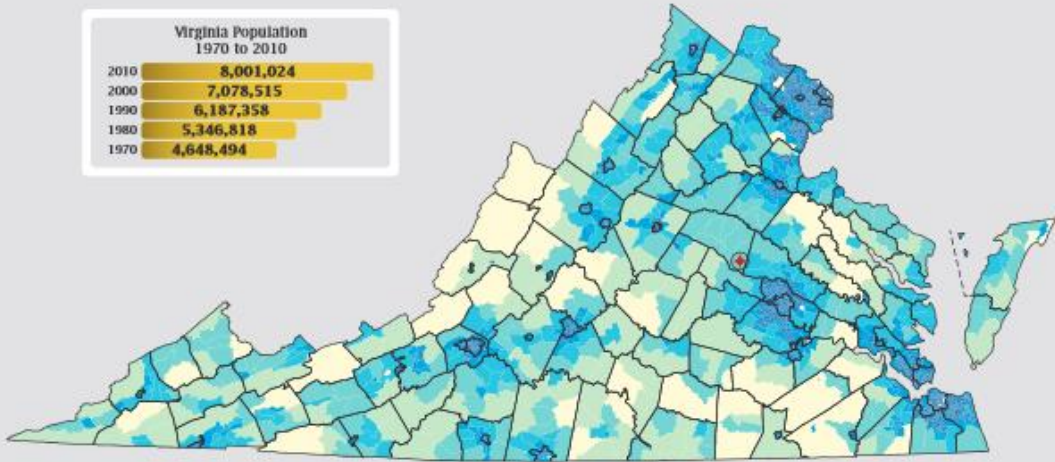 Virginia Population
1970 to 2010
2010 8,001,024
2000 7,078,515
1990 6,187,358
1980 5,346,818
1970 4,648,494